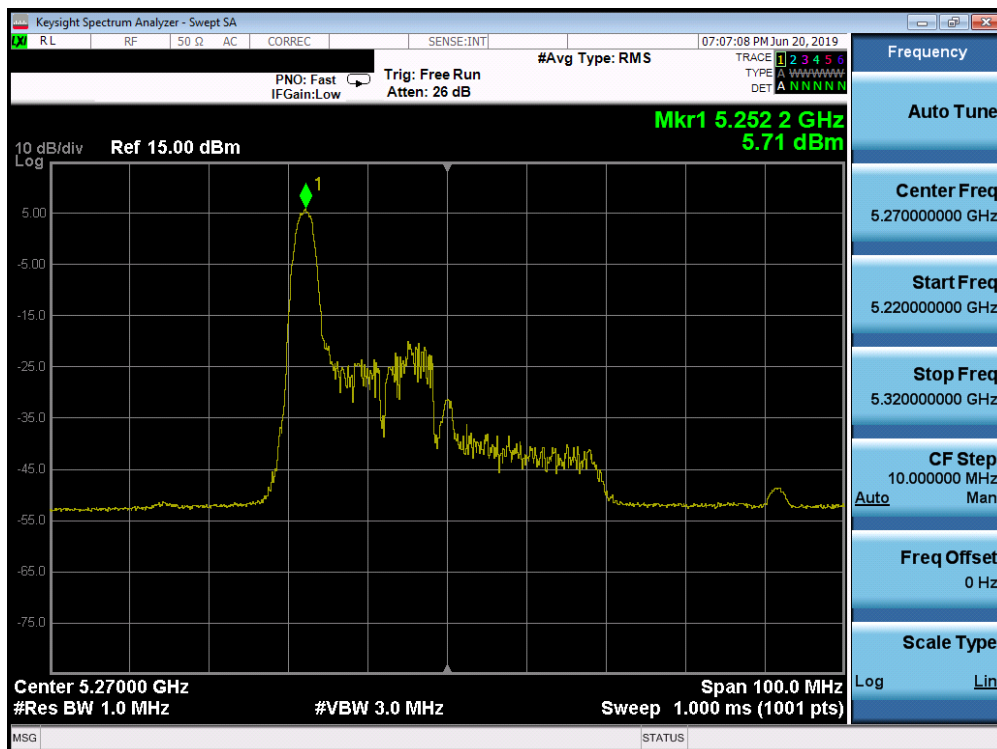 Keysight Spectrum Analyzer - Swept SA
LXI RL RF 50 Ω AC CORREC SENSE:INT 07:07:08 PM Jun 20, 2019
#Avg Type: RMS
TRACE 1 2 3 4 5 6
TYPE A WWWWW
DET A N N N N N
PNO: Fast
IFGain:Low
Trig: Free Run
Atten: 26 dB
Mkr1 5.252 2 GHz
5.71 dBm
10 dB/div
Log
Ref 15.00 dBm
1
5.00
-5.00
-15.0
-25.0
-35.0
-45.0
-55.0
-65.0
-75.0
Center 5.27000 GHz
Span 100.0 MHz
#Res BW 1.0 MHz
#VBW 3.0 MHz
Sweep 1.000 ms (1001 pts)
MSG
STATUS
Frequency
Auto Tune
Center Freq
5.270000000 GHz
Start Freq
5.220000000 GHz
Stop Freq
5.320000000 GHz
CF Step
10.000000 MHz
Auto Man
Freq Offset
0 Hz
Scale Type
Log Lin